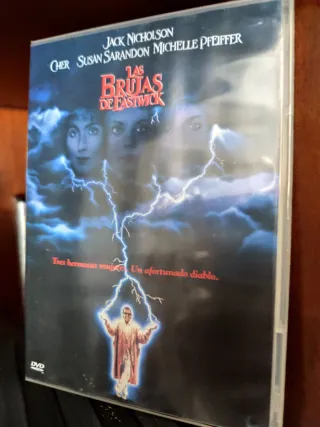 JACK NICHOLSON
CHER SUSAN SARANDON MICHELLE PFEIFFER
LAS
BRUJAS
DE EASTWICK
Tres hermosas mujeres. Un afortunado diablo.
DVD